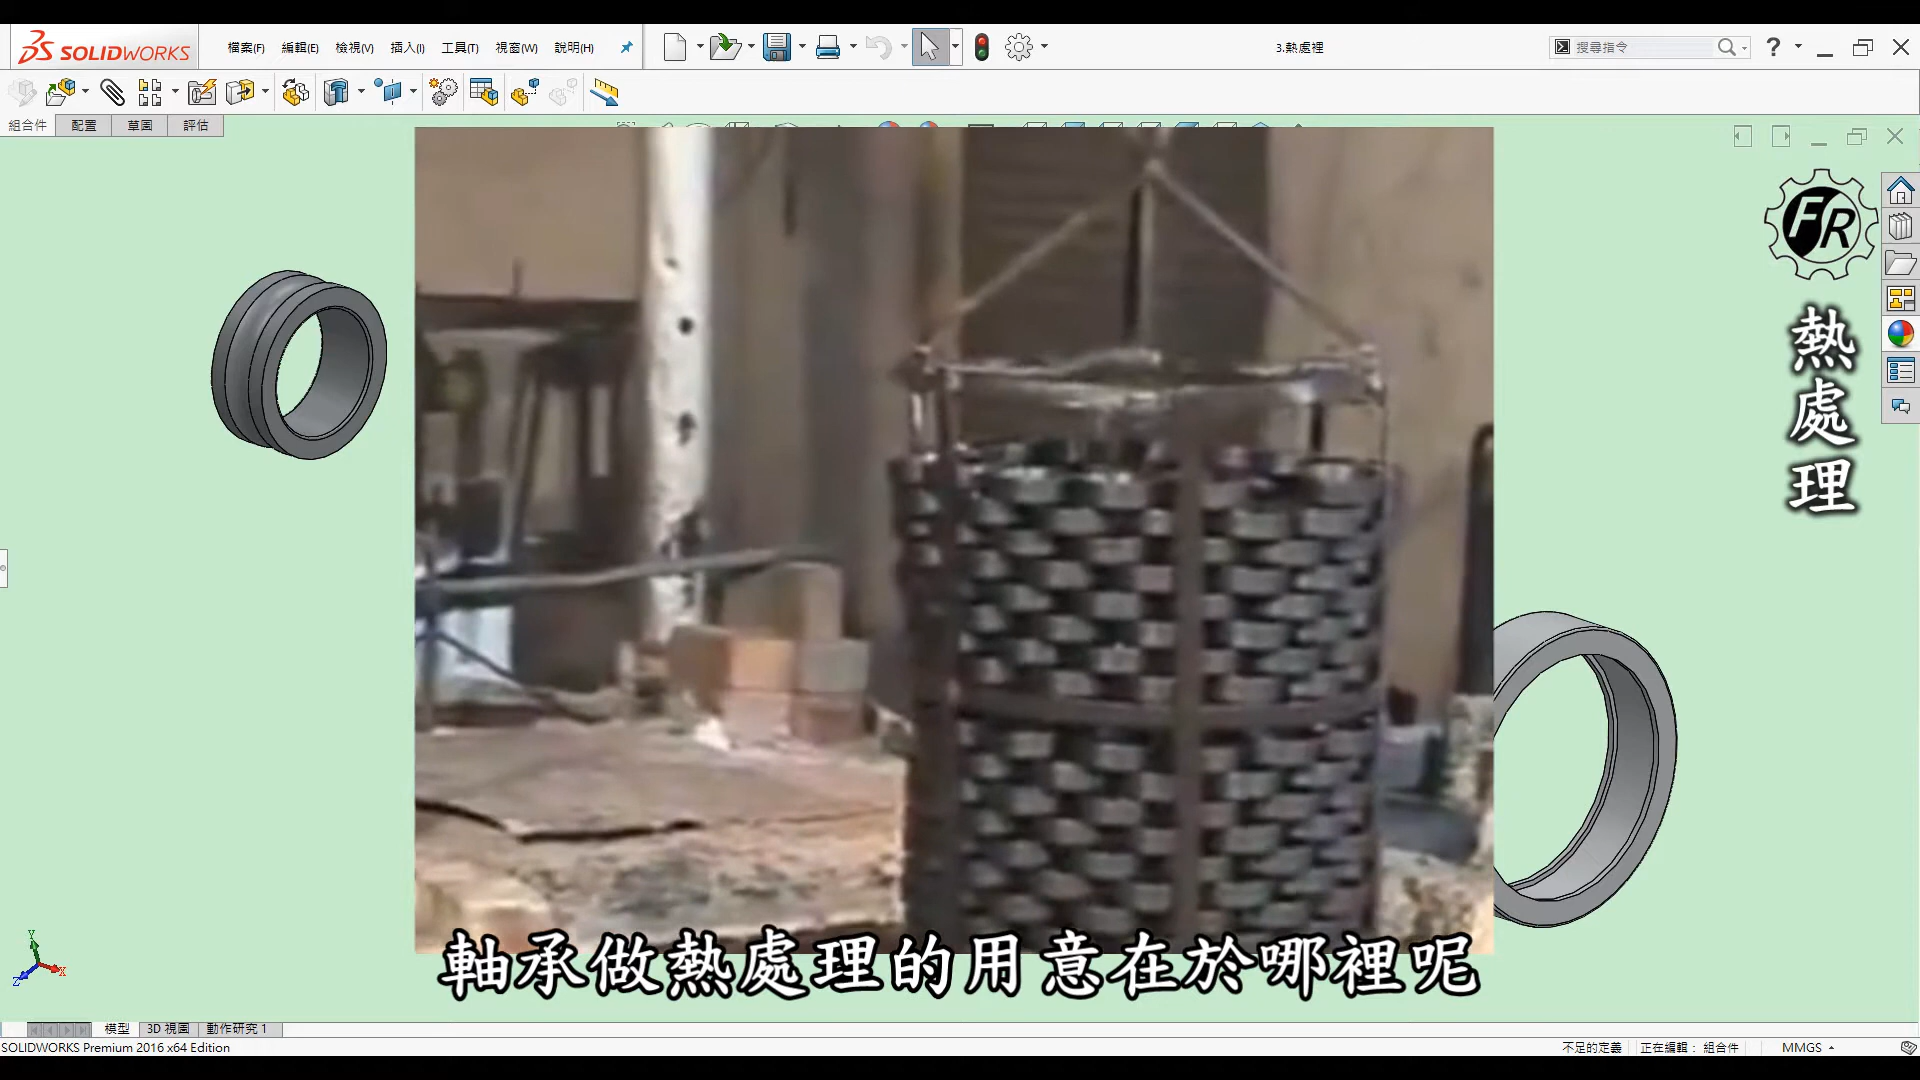 SOLIDWORKS
檔案(F) 編輯(E) 檢視(V) 插入(I) 工具(T) 視窗(W) 說明(H)
3.熱處裡
搜尋指令
?
組合件 配置 草圖 評估
FR
熱處理
軸承做熱處理的用意在於哪裡呢
Y
X
Z
模型 3D 視圖 動作研究 1
SOLIDWORKS Premium 2016 x64 Edition
不足的定義 正在編輯： 組合件 MMGS